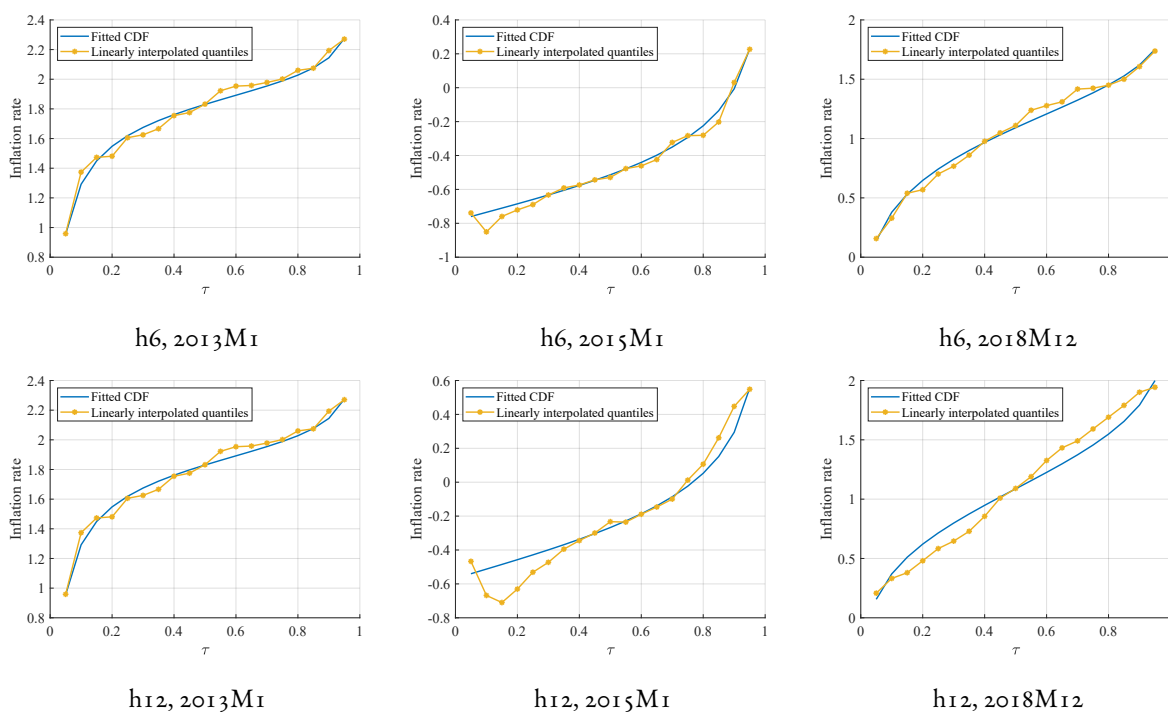 2.4
2.2
2
1.8
1.6
1.4
1.2
1
0.8
Inflation rate
Fitted CDF
Linearly interpolated quantiles
0 0.2 0.4 0.6 0.8 1
τ
h6, 2013M1
0.4
0.2
0
-0.2
-0.4
-0.6
-0.8
-1
Inflation rate
Fitted CDF
Linearly interpolated quantiles
0 0.2 0.4 0.6 0.8 1
τ
h6, 2015M1
2
1.5
1
0.5
0
Inflation rate
Fitted CDF
Linearly interpolated quantiles
0 0.2 0.4 0.6 0.8
τ
h6, 2018M12
2.4
2.2
2
1.8
1.6
1.4
1.2
1
0.8
Inflation rate
Fitted CDF
Linearly interpolated quantiles
0 0.2 0.4 0.6 0.8 1
τ
h12, 2013M1
0.6
0.4
0.2
0
-0.2
-0.4
-0.6
-0.8
Inflation rate
Fitted CDF
Linearly interpolated quantiles
0 0.2 0.4 0.6 0.8 1
τ
h12, 2015M1
2
1.5
1
0.5
0
Inflation rate
Fitted CDF
Linearly interpolated quantiles
0 0.2 0.4 0.6 0.8
τ
h12, 2018M12